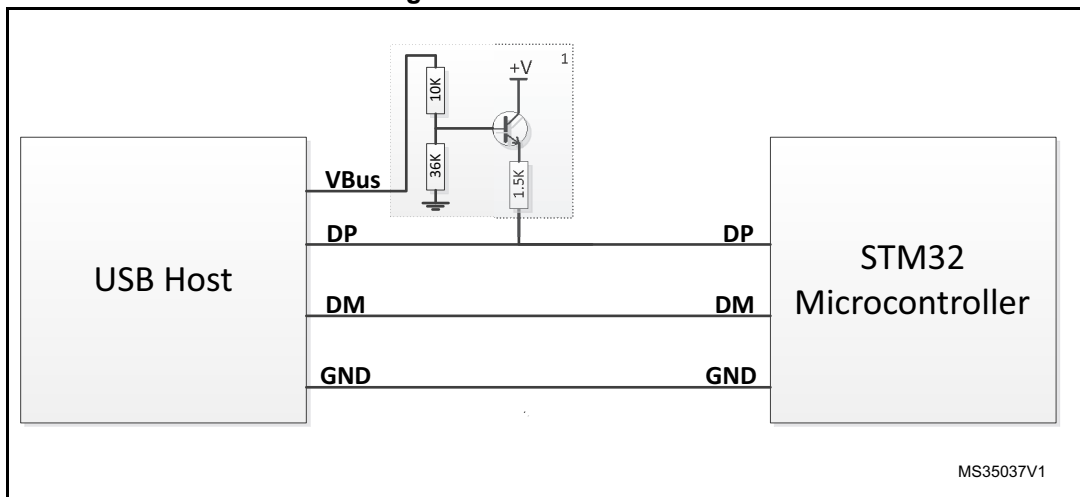 +V
1
10K
36K
1.5K
VBus
DP
DP
DM
DM
GND
GND
USB Host
STM32
Microcontroller
MS35037V1